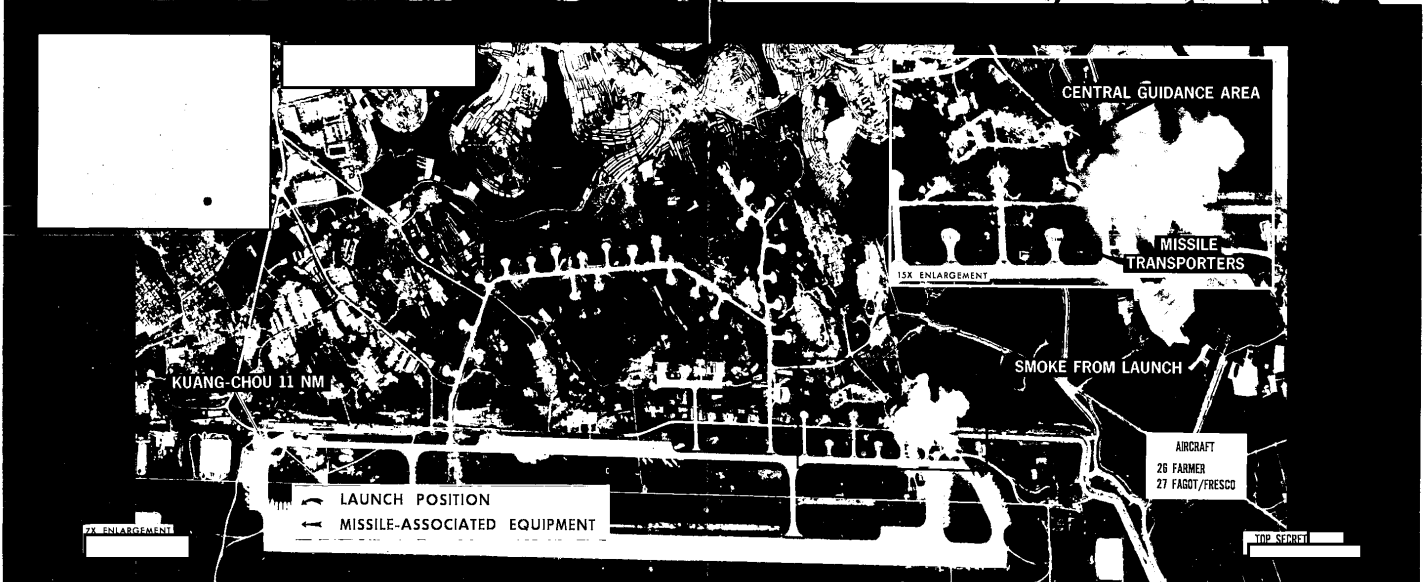 CENTRAL GUIDANCE AREA
MISSILE
TRANSPORTERS
15X ENLARGEMENT
KUANG-CHOU 11 NM
SMOKE FROM LAUNCH
AIRCRAFT
26 FARMER
27 FAGOT/FRESCO
LAUNCH POSITION
MISSILE-ASSOCIATED EQUIPMENT
7X ENLARGEMENT
TOP SECRET